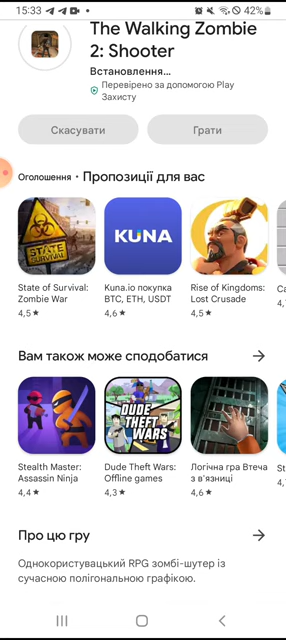 15:33
42%
The Walking Zombie
2: Shooter
Встановлення...
Перевірено за допомогою Play
Захисту
Скасувати
Грати
Оголошення · Пропозиції для вас
STATE
SURVIVAL
KUNA
State of Survival:
Zombie War
4,5★
Kuna.io покупка
BTC, ETH, USDT
4,6★
Rise of Kingdoms:
Lost Crusade
4,5★
Ca
4,
Вам також може сподобатися
DUDE
THEFT
WARS
Stealth Master:
Assassin Ninja
4,4★
Dude Theft Wars:
Offline games
4,3★
Логічна гра Втеча
з в'язниці
4,6★
St
4,
Про цю гру
Однокористувацький RPG зомбі-шутер із
сучасною полігональною графікою.